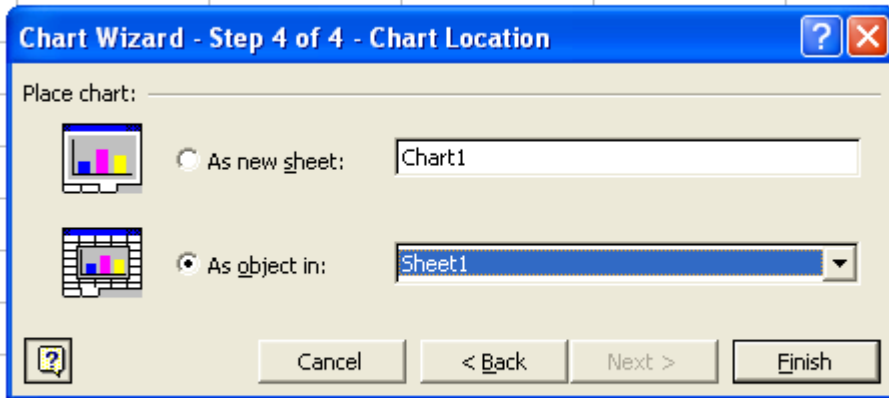 Chart Wizard - Step 4 of 4 - Chart Location
Place chart:
As new sheet: Chart1
As object in: Sheet1
Cancel < Back Next > Finish